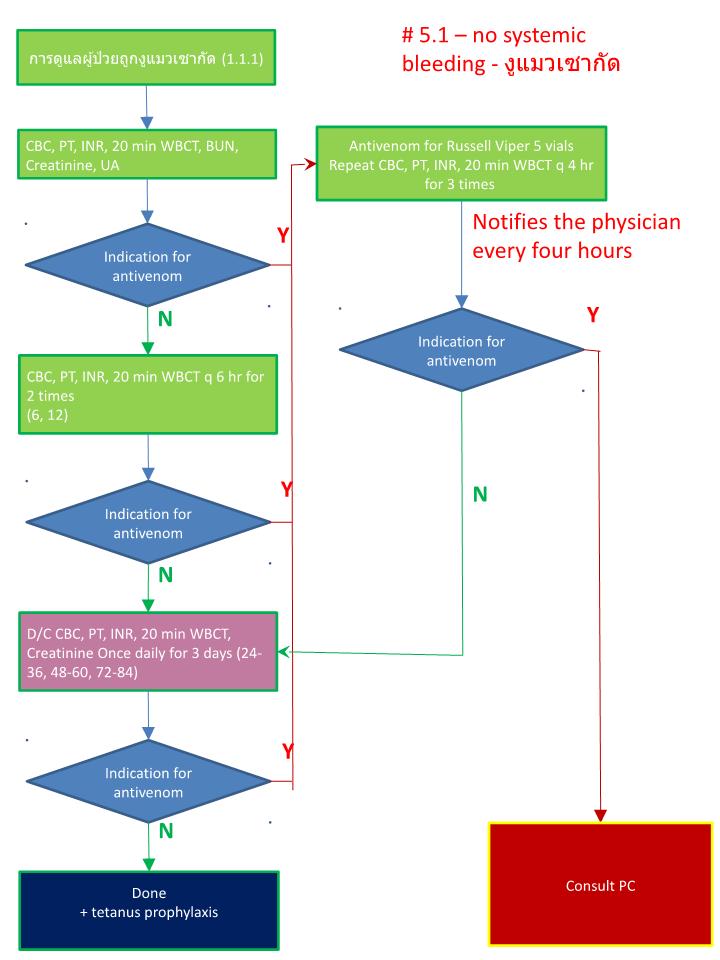 # 5.1 – no systemic
bleeding - งูแมวเซากัด
การดูแลผู้ป่วยถูกงูแมวเซากัด (1.1.1)
CBC, PT, INR, 20 min WBCT, BUN,
Creatinine, UA
Indication for
antivenom
Y
N
CBC, PT, INR, 20 min WBCT q 6 hr for
2 times
(6, 12)
Indication for
antivenom
Y
N
D/C CBC, PT, INR, 20 min WBCT,
Creatinine Once daily for 3 days (24-
36, 48-60, 72-84)
Indication for
antivenom
Y
N
Done
+ tetanus prophylaxis
Antivenom for Russell Viper 5 vials
Repeat CBC, PT, INR, 20 min WBCT q 4 hr
for 3 times
Notifies the physician
every four hours
Indication for
antivenom
Y
N
Consult PC